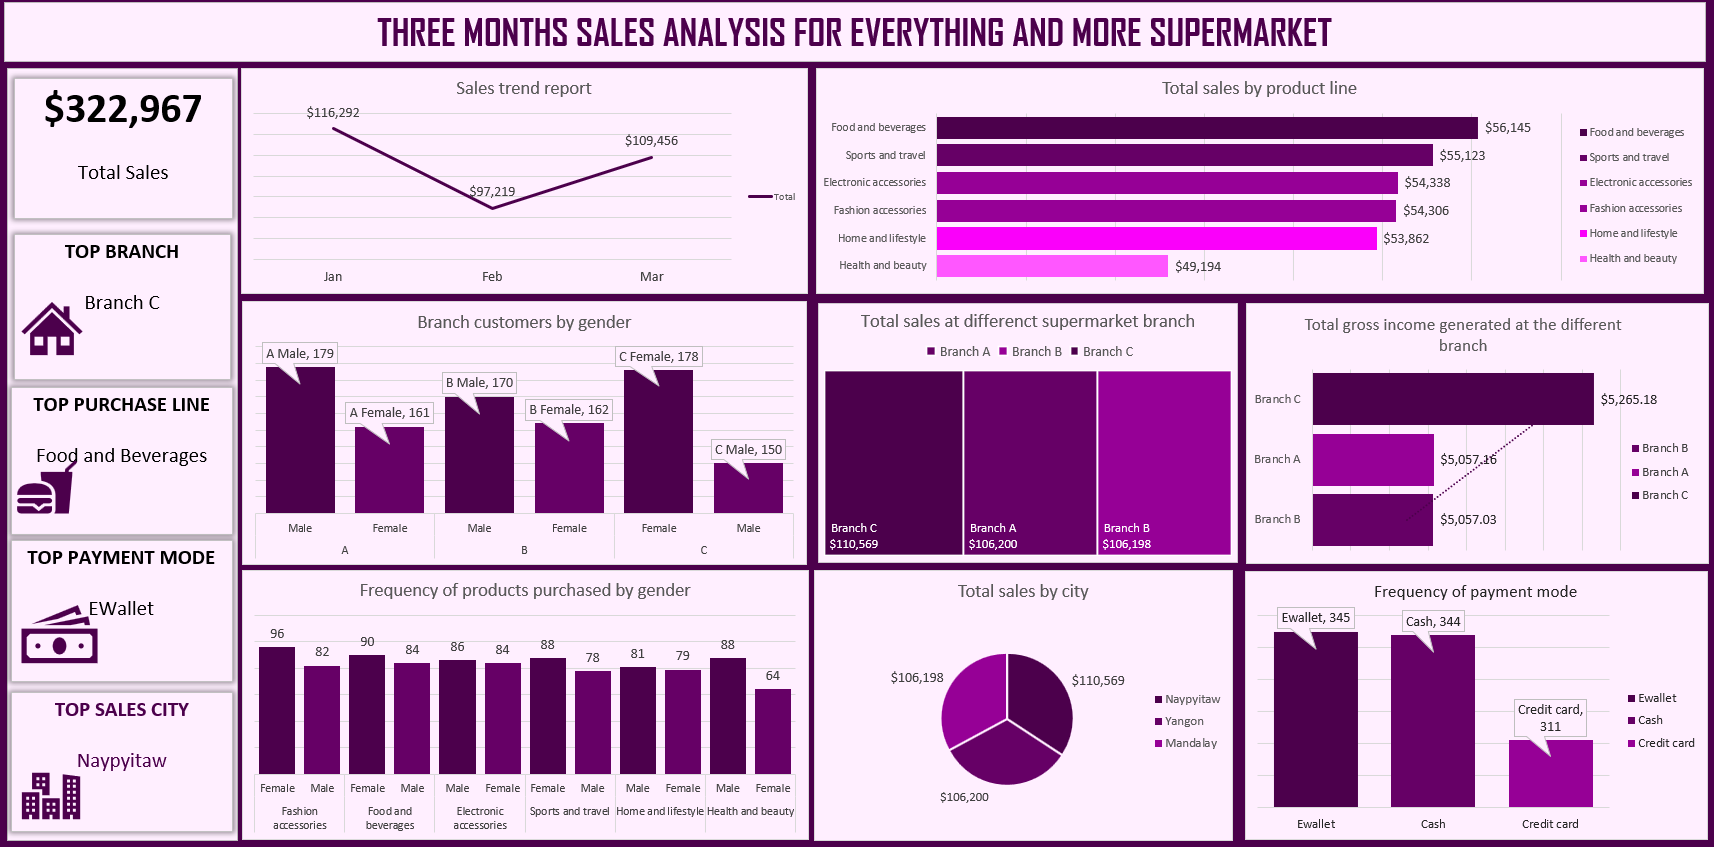 THREE MONTHS SALES ANALYSIS FOR EVERYTHING AND MORE SUPERMARKET
$322,967
Total Sales
TOP BRANCH
Branch C
TOP PURCHASE LINE
Food and Beverages
TOP PAYMENT MODE
EWallet
TOP SALES CITY
Naypyitaw
Sales trend report
$116,292
$109,456
$97,219
Total
Jan Feb Mar
Total sales by product line
Food and beverages $56,145
Sports and travel $55,123
Electronic accessories $54,338
Fashion accessories $54,306
Home and lifestyle $53,862
Health and beauty $49,194
Food and beverages
Sports and travel
Electronic accessories
Fashion accessories
Home and lifestyle
Health and beauty
Branch customers by gender
A Male, 179
A Female, 161
B Male, 170
B Female, 162
C Female, 178
C Male, 150
Male Female Male Female Female Male
A B C
Total sales at differenct supermarket branch
Branch A Branch B Branch C
Branch C
$110,569
Branch A
$106,200
Branch B
$106,198
Total gross income generated at the different
branch
Branch C $5,265.18
Branch A $5,057.16
Branch B $5,057.03
Branch B
Branch A
Branch C
Frequency of products purchased by gender
96 82 90 84 86 84 88 78 81 79 88 64
Female Male Female Male Male Female Female Male Male Female Male Female
Fashion accessories
Food and beverages
Electronic accessories
Sports and travel
Home and lifestyle
Health and beauty
Total sales by city
$106,198
$110,569
$106,200
Naypyitaw
Yangon
Mandalay
Frequency of payment mode
Ewallet, 345
Cash, 344
Credit card,
311
Ewallet Cash Credit card
Ewallet
Cash
Credit card